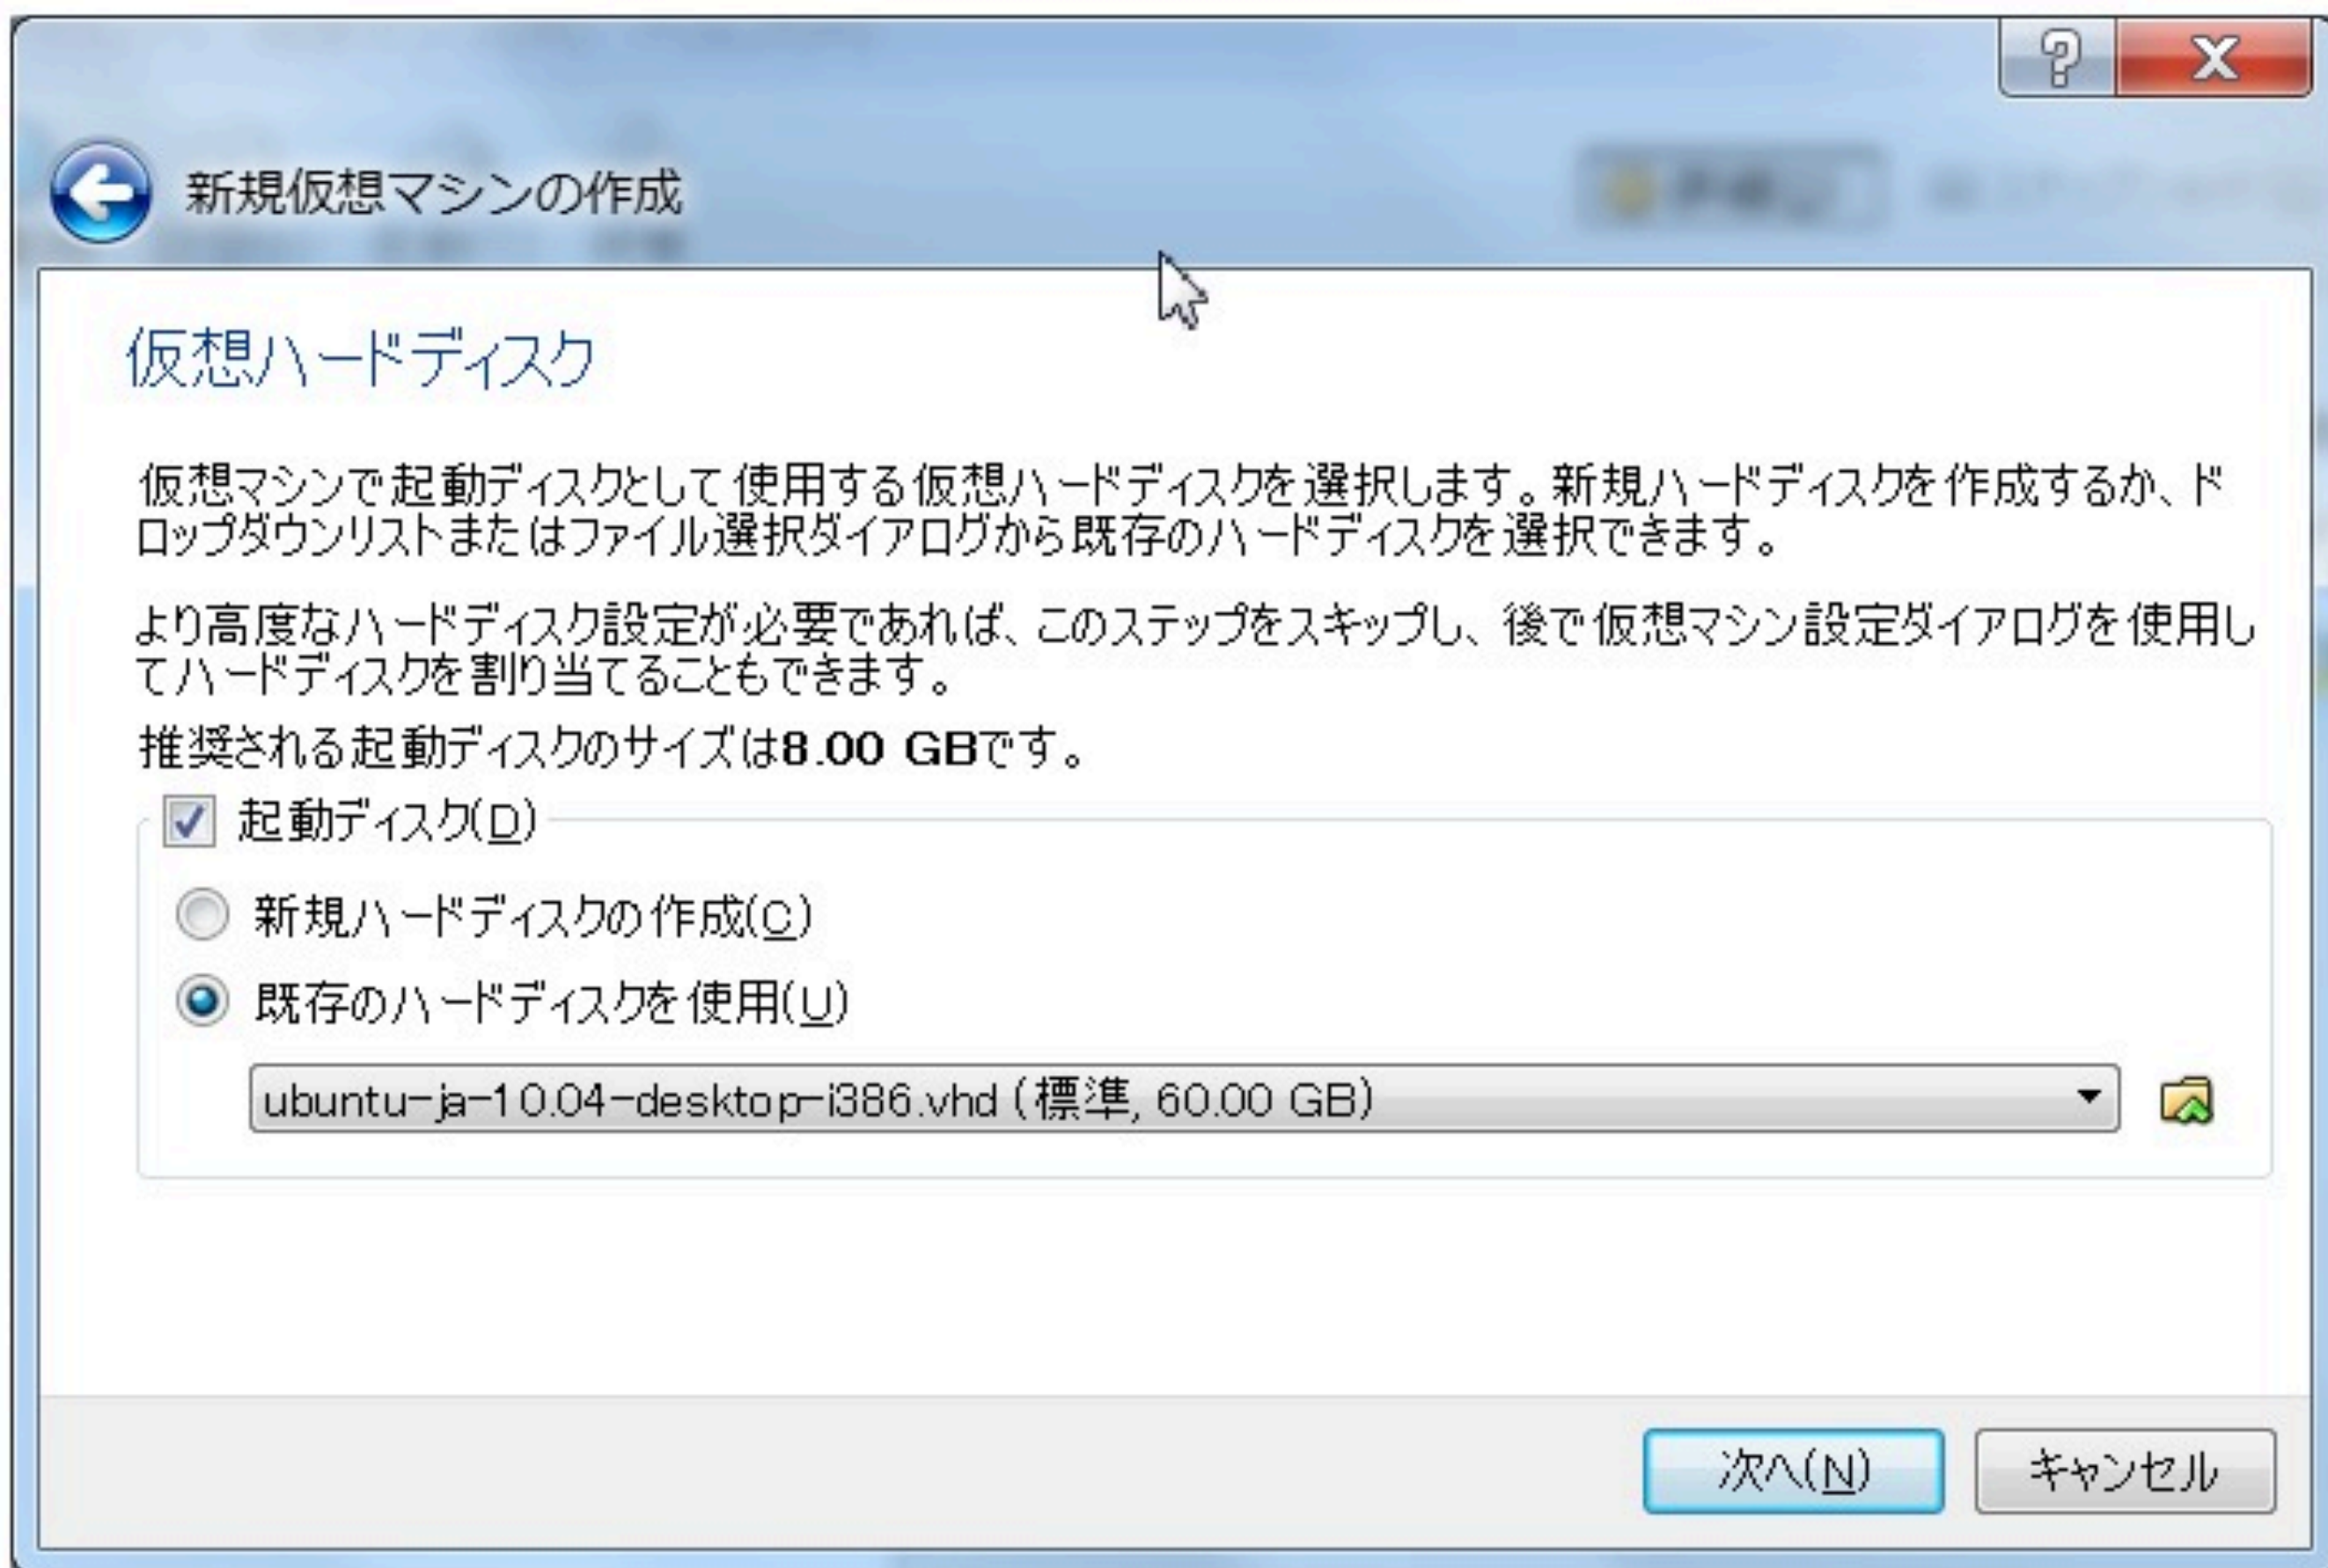 新規仮想マシンの作成
仮想ハードディスク
仮想マシンで起動ディスクとして使用する仮想ハードディスクを選択します。新規ハードディスクを作成するか、ド
ロップダウンリストまたはファイル選択ダイアログから既存のハードディスクを選択できます。
より高度なハードディスク設定が必要であれば、このステップをスキップし、後で仮想マシン設定ダイアログを使用し
てハードディスクを割り当てることもできます。
推奨される起動ディスクのサイズは8.00 GBです。
起動ディスク(D)
新規ハードディスクの作成(C)
既存のハードディスクを使用(U)
ubuntu-ja-10.04-desktop-i386.vhd (標準, 60.00 GB)
次へ(N)
キャンセル